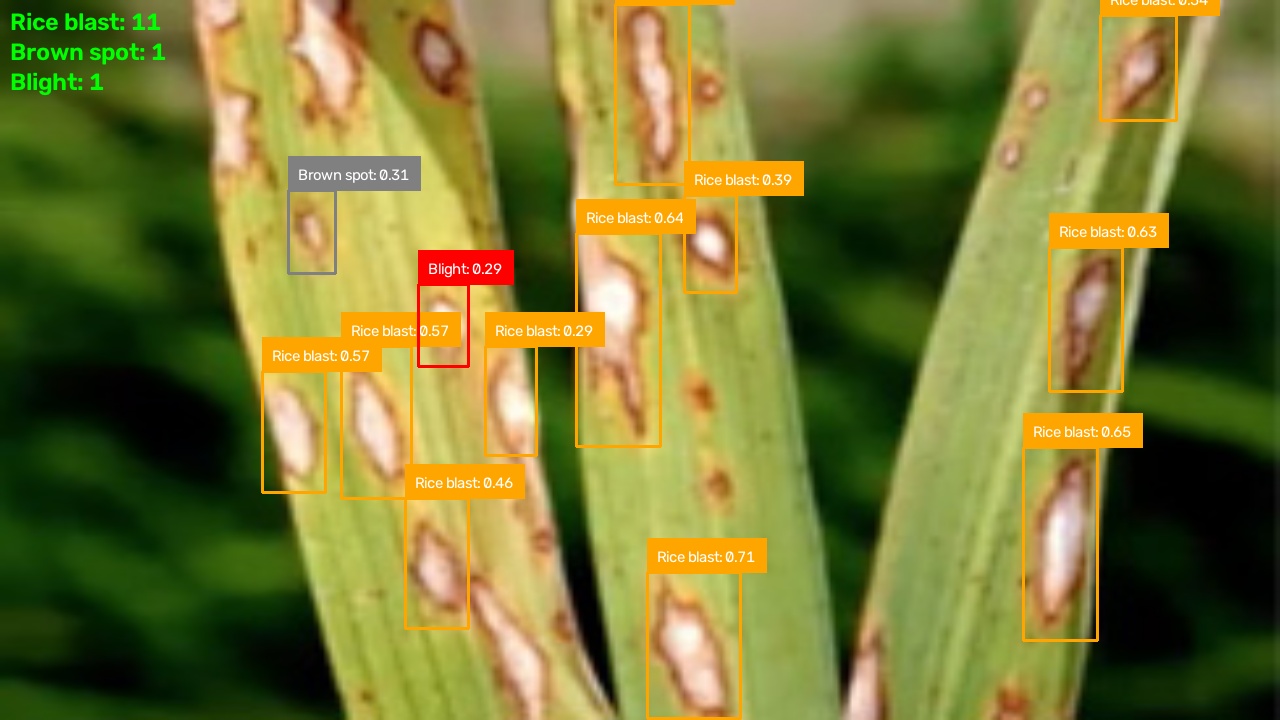 Rice blast: 11
Brown spot: 1
Blight: 1
Rice blast: 0.54
Brown spot: 0.31
Rice blast: 0.39
Rice blast: 0.64
Rice blast: 0.63
Blight: 0.29
Rice blast: 0.57
Rice blast: 0.29
Rice blast: 0.57
Rice blast: 0.65
Rice blast: 0.46
Rice blast: 0.71